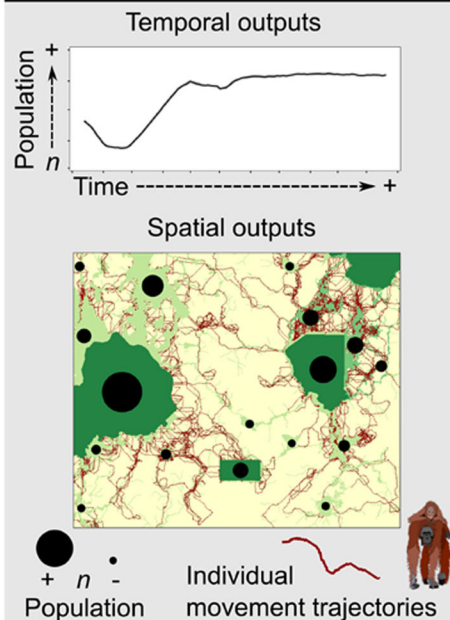 Temporal outputs
+
Population
n
Time +
Spatial outputs
+ n -
Population
Individual
movement trajectories